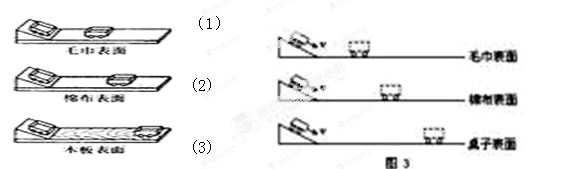 (1)
毛巾表面
(2)
棉布表面
(3)
木板表面
v
毛巾表面
v
棉布表面
v
桌子表面
图 3